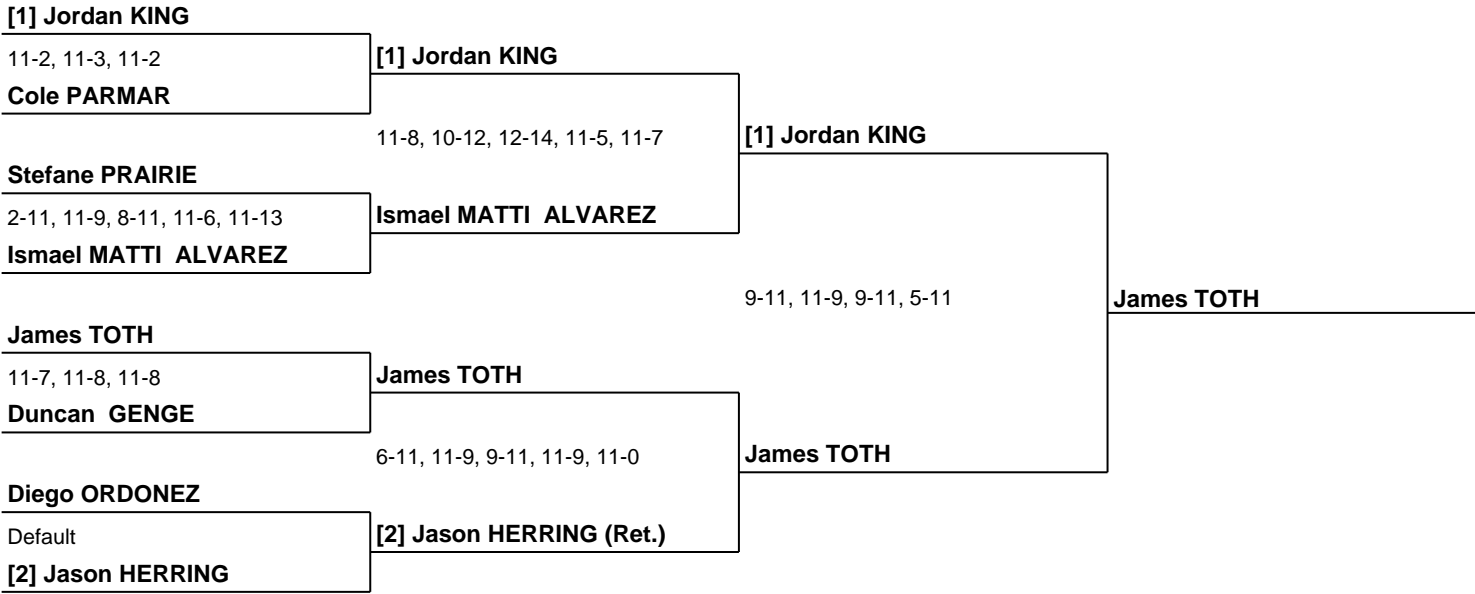 [1] Jordan KING
11-2, 11-3, 11-2
Cole PARMAR
Stefane PRAIRIE
2-11, 11-9, 8-11, 11-6, 11-13
Ismael MATTI  ALVAREZ
James TOTH
11-7, 11-8, 11-8
Duncan  GENGE
Diego ORDONEZ
Default
[2] Jason HERRING
[1] Jordan KING
11-8, 10-12, 12-14, 11-5, 11-7
Ismael MATTI  ALVAREZ
James TOTH
6-11, 11-9, 9-11, 11-9, 11-0
[2] Jason HERRING (Ret.)
[1] Jordan KING
9-11, 11-9, 9-11, 5-11
James TOTH
James TOTH